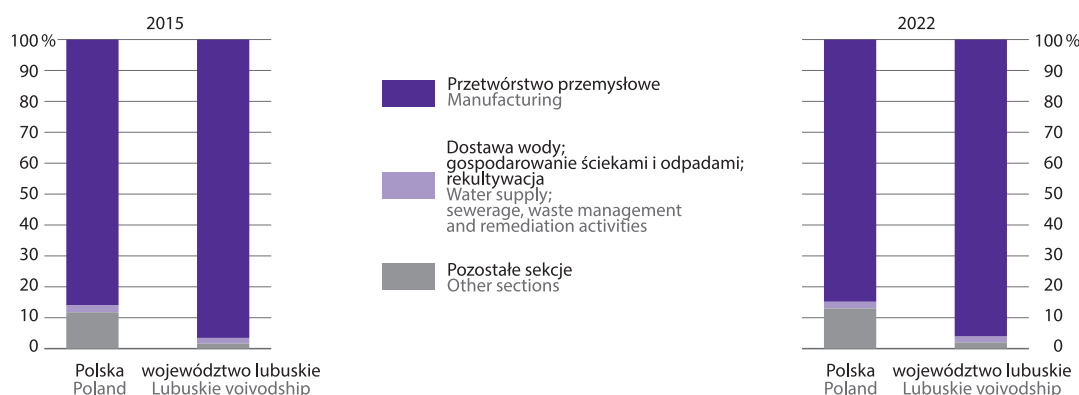 2015
100 %
90
80
70
60
50
40
30
20
10
0
Polska
Poland
województwo lubuskie
Lubuskie voivodship
Przetwórstwo przemysłowe
Manufacturing
Dostawa wody;
gospodarowanie ściekami i odpadami;
rekultywacja
Water supply;
sewerage, waste management
and remediation activities
Pozostałe sekcje
Other sections
2022
100 %
90
80
70
60
50
40
30
20
10
0
Polska
Poland
województwo lubuskie
Lubuskie voivodship